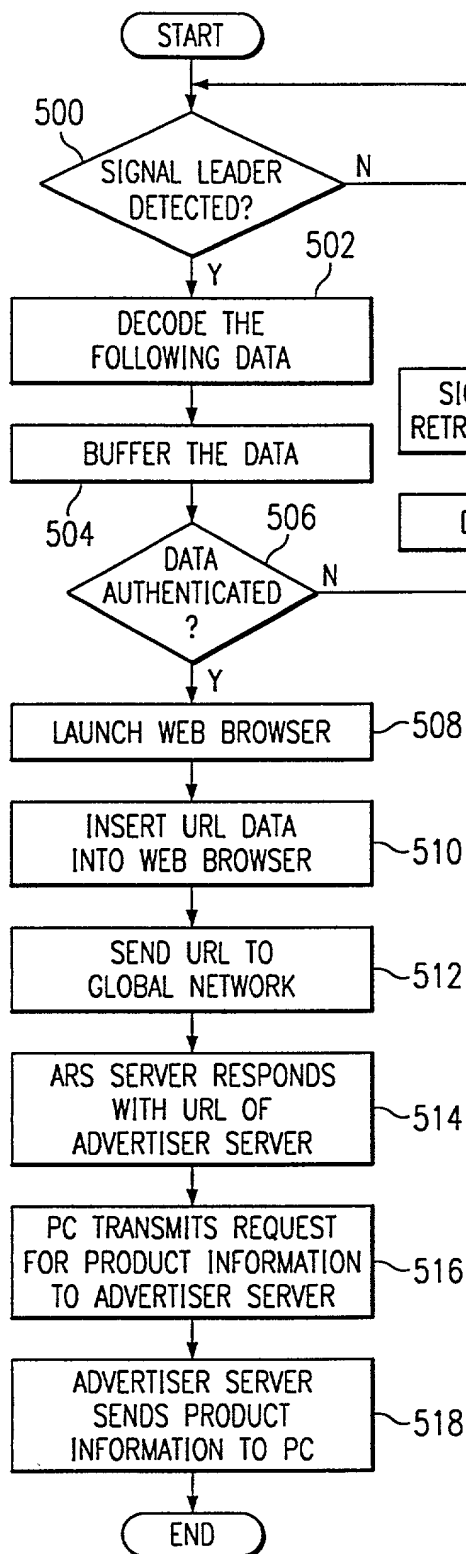 START
500
SIGNAL LEADER
DETECTED?
N
Y
502
DECODE THE
FOLLOWING DATA
BUFFER THE DATA
504
506
DATA
AUTHENTICATED
?
N
Y
LAUNCH WEB BROWSER
508
INSERT URL DATA
INTO WEB BROWSER
510
SEND URL TO
GLOBAL NETWORK
512
ARS SERVER RESPONDS
WITH URL OF
ADVERTISER SERVER
514
PC TRANSMITS REQUEST
FOR PRODUCT INFORMATION
TO ADVERTISER SERVER
516
ADVERTISER SERVER
SENDS PRODUCT
INFORMATION TO PC
518
END